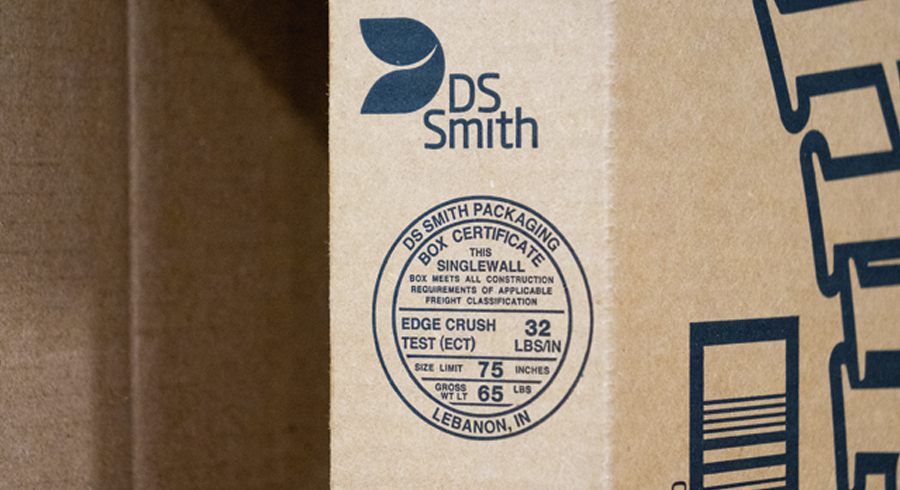 DS
Smith
DS SMITH PACKAGING
BOX CERTIFICATE
THIS
SINGLEWALL
BOX MEETS ALL CONSTRUCTION
REQUIREMENTS OF APPLICABLE
FREIGHT CLASSIFICATION
EDGE CRUSH 32
TEST (ECT) LBS/IN
SIZE LIMIT 75 INCHES
GROSS
WT LT 65 LBS
LEBANON, IN